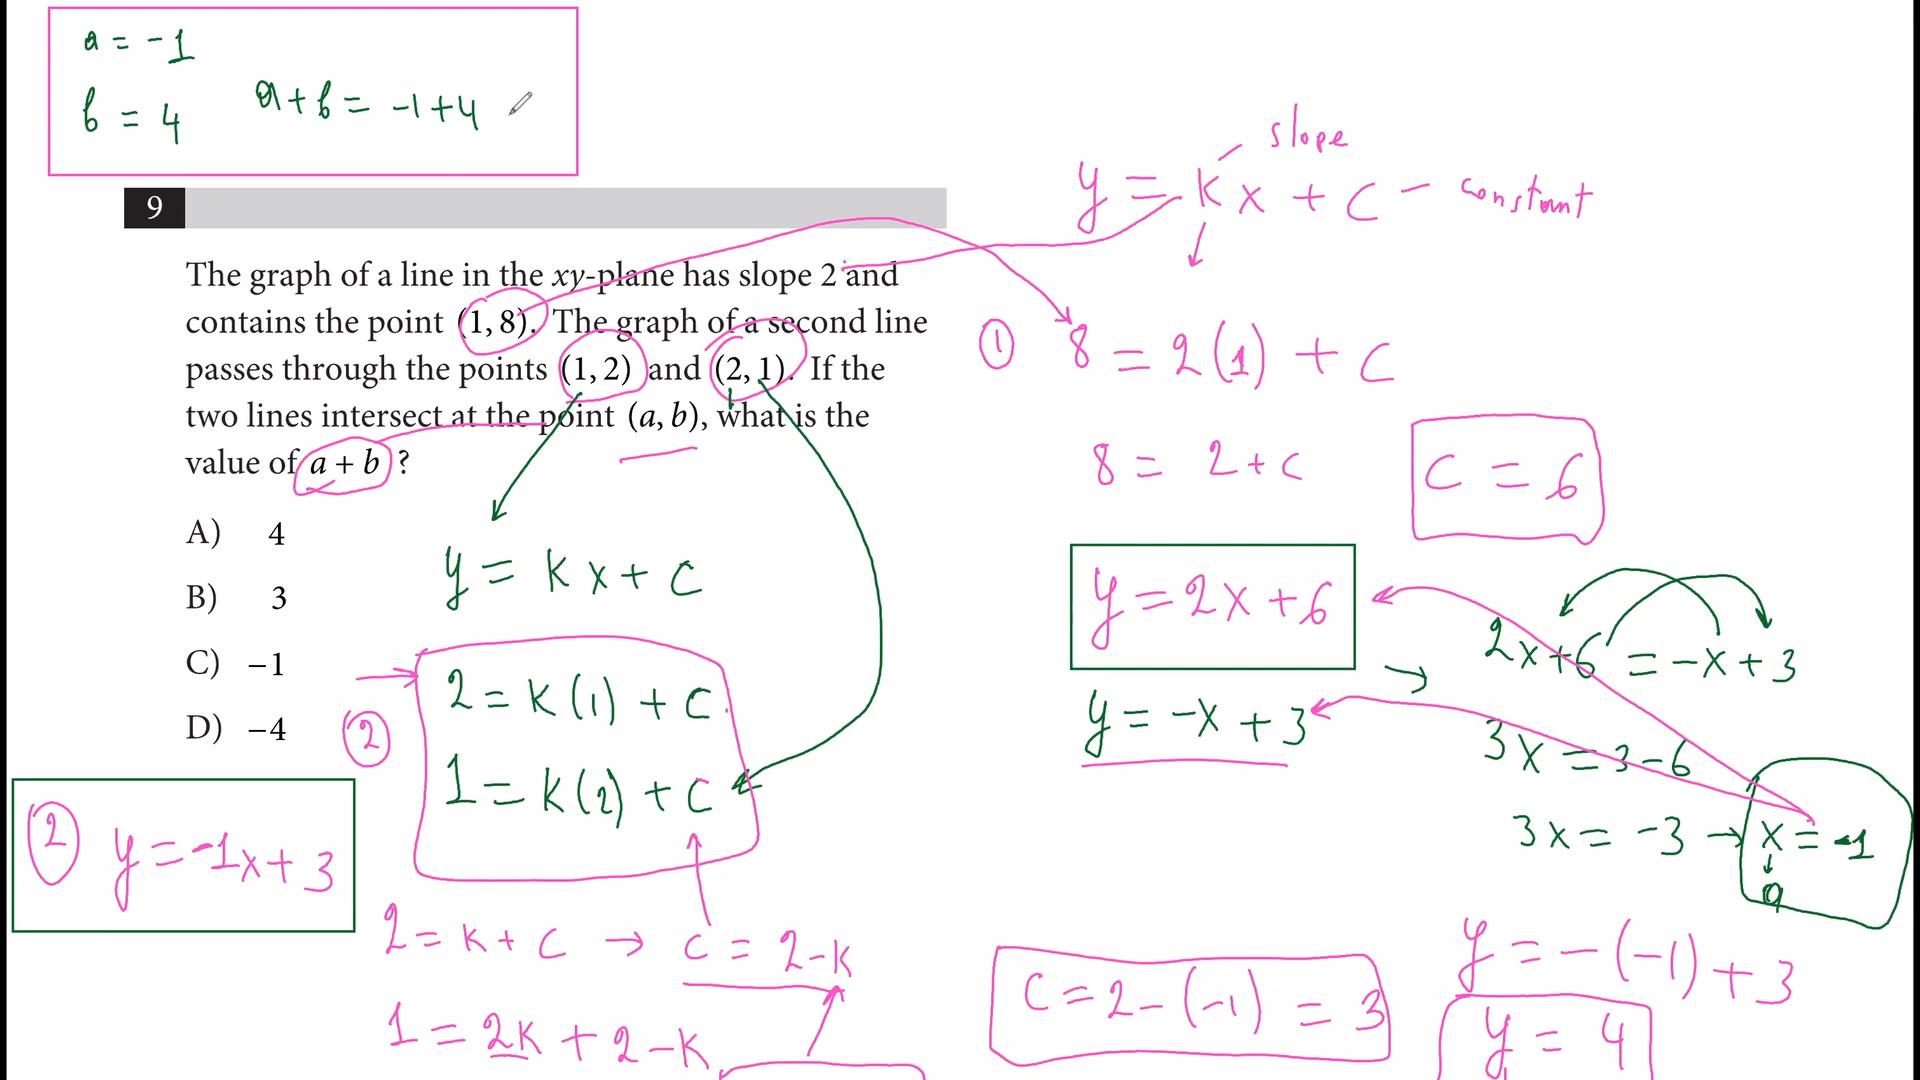 a = -1
b = 4
a+b = -1+4
9
The graph of a line in the xy-plane has slope 2 and
contains the point (1, 8). The graph of a second line
passes through the points (1, 2) and (2, 1). If the
two lines intersect at the point (a, b), what is the
value of a + b ?
A) 4
B) 3
C) −1
D) −4
y = kx + c
2 = k(1) + c
2
1 = k(2) + c
2 y = -1x + 3
2 = k + c → c = 2-k
1 = 2k + 2-k
slope
y = kx + c - constant
1 8 = 2(1) + c
8 = 2 + c
c = 6
y = 2x + 6
y = -x + 3
2x+6 = -x + 3
3x = 3-6
3x = -3 → x = -1
a
c = 2-(-1) = 3
y = -(-1) + 3
y = 4